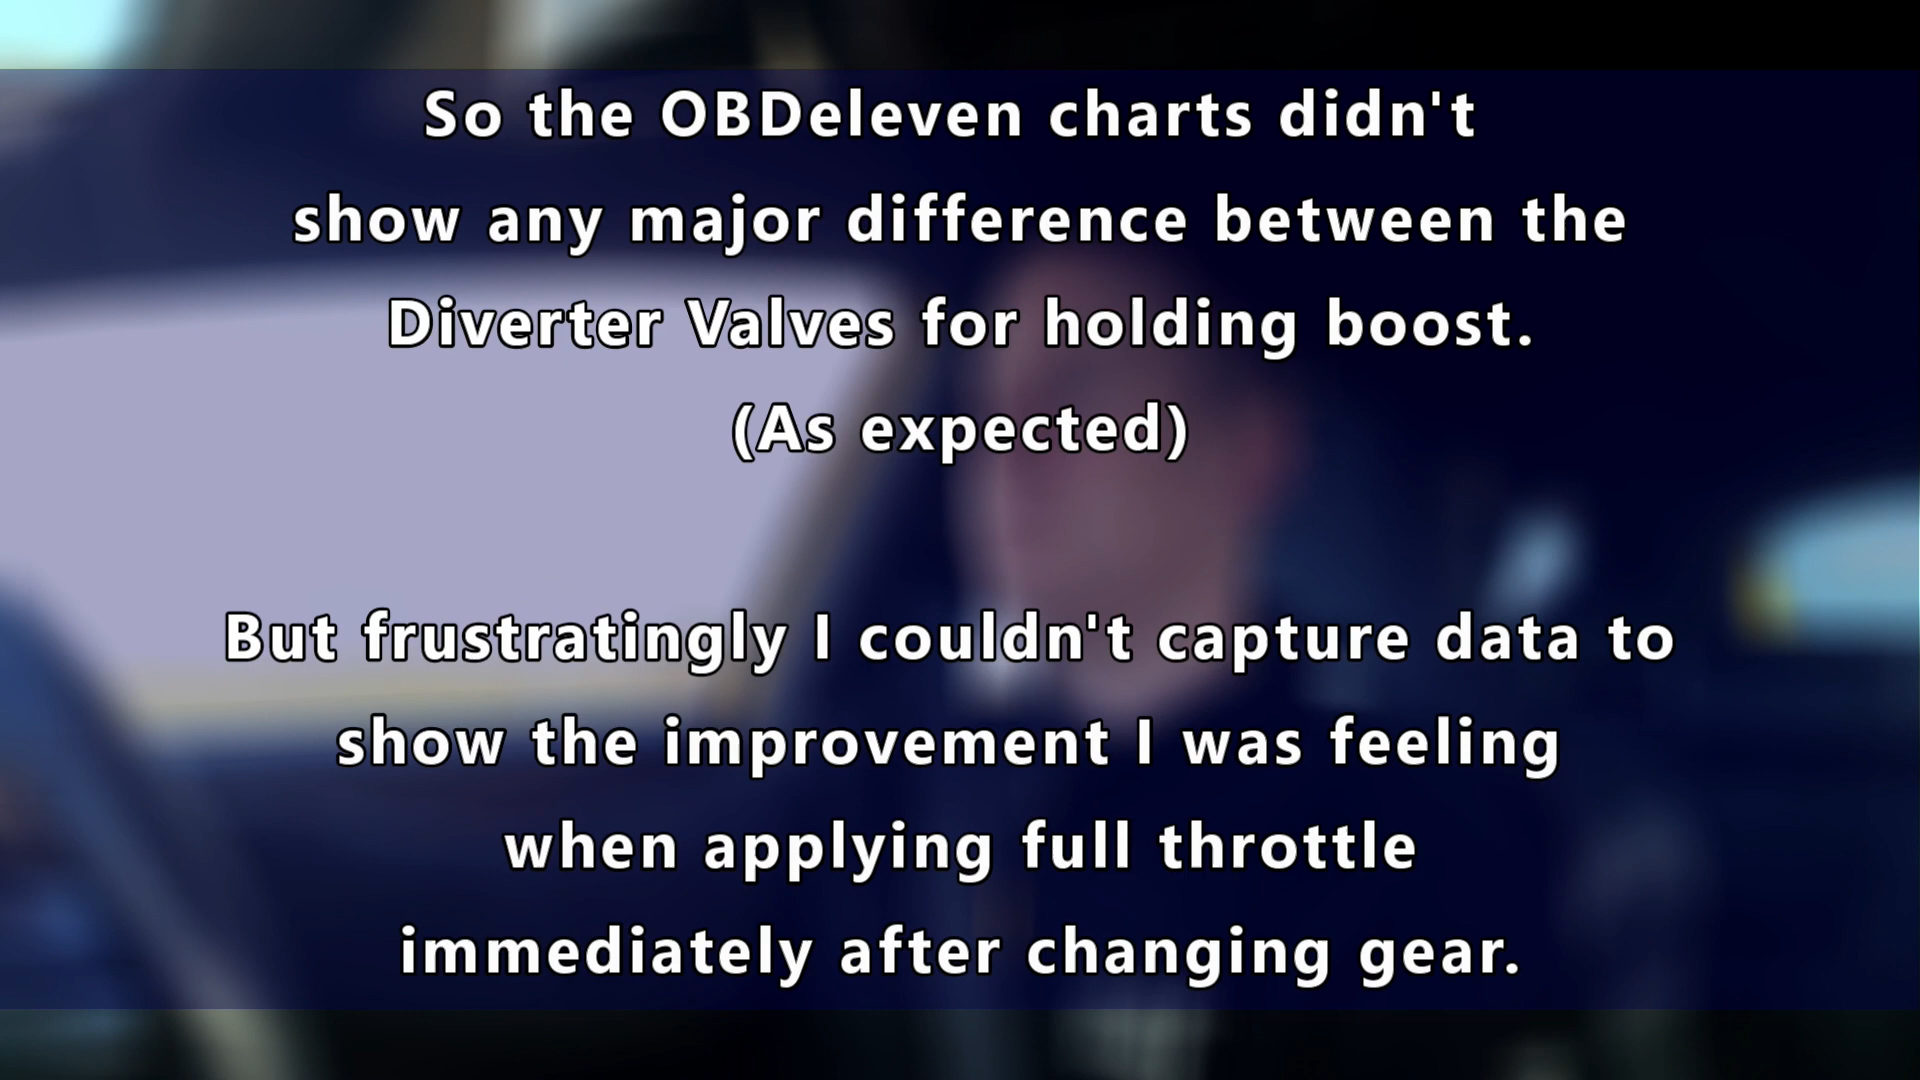 So the OBDeleven charts didn't
show any major difference between the
Diverter Valves for holding boost.
(As expected)
But frustratingly I couldn't capture data to
show the improvement I was feeling
when applying full throttle
immediately after changing gear.